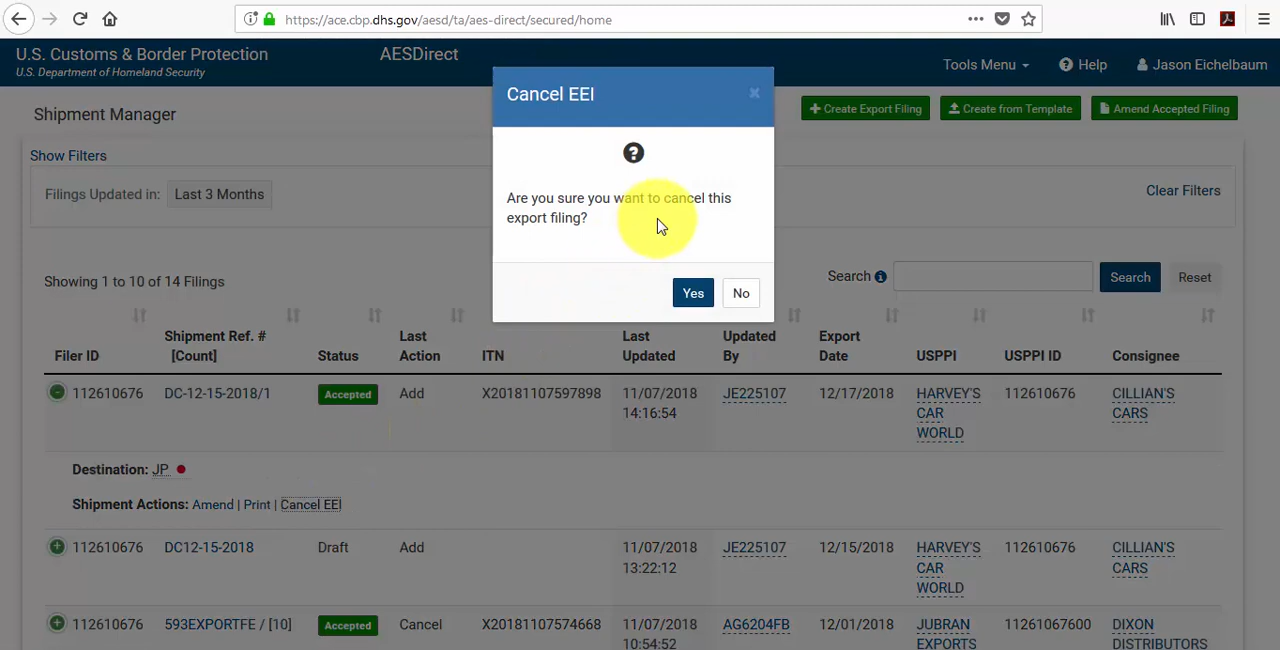 https://ace.cbp.dhs.gov/aesd/ta/aes-direct/secured/home
U.S. Customs & Border Protection
U.S. Department of Homeland Security
AESDirect
Tools Menu
Help
Jason Eichelbaum
Shipment Manager
Create Export Filing
Create from Template
Amend Accepted Filing
Show Filters
Filings Updated in: Last 3 Months
Clear Filters
Cancel EEI
×
Are you sure you want to cancel this
export filing?
Yes
No
Showing 1 to 10 of 14 Filings
Search
Search
Reset
Filer ID
Shipment Ref. #
[Count]
Status
Last
Action
ITN
Last
Updated
Updated
By
Export
Date
USPPI
USPPI ID
Consignee
112610676 DC-12-15-2018/1 Accepted Add X20181107597898 11/07/2018 JE225107 12/17/2018 HARVEY'S 112610676 CILLIAN'S
14:16:54 CAR CARS
WORLD
Destination: JP
Shipment Actions: Amend | Print | Cancel EEI
112610676 DC12-15-2018 Draft Add 11/07/2018 JE225107 12/15/2018 HARVEY'S 112610676 CILLIAN'S
13:22:12 CAR CARS
WORLD
112610676 593EXPORTFE / [10] Accepted Cancel X20181107574668 11/07/2018 AG6204FB 12/01/2018 JUBRAN 11261067600 DIXON
10:54:52 EXPORTS DISTRIBUTORS